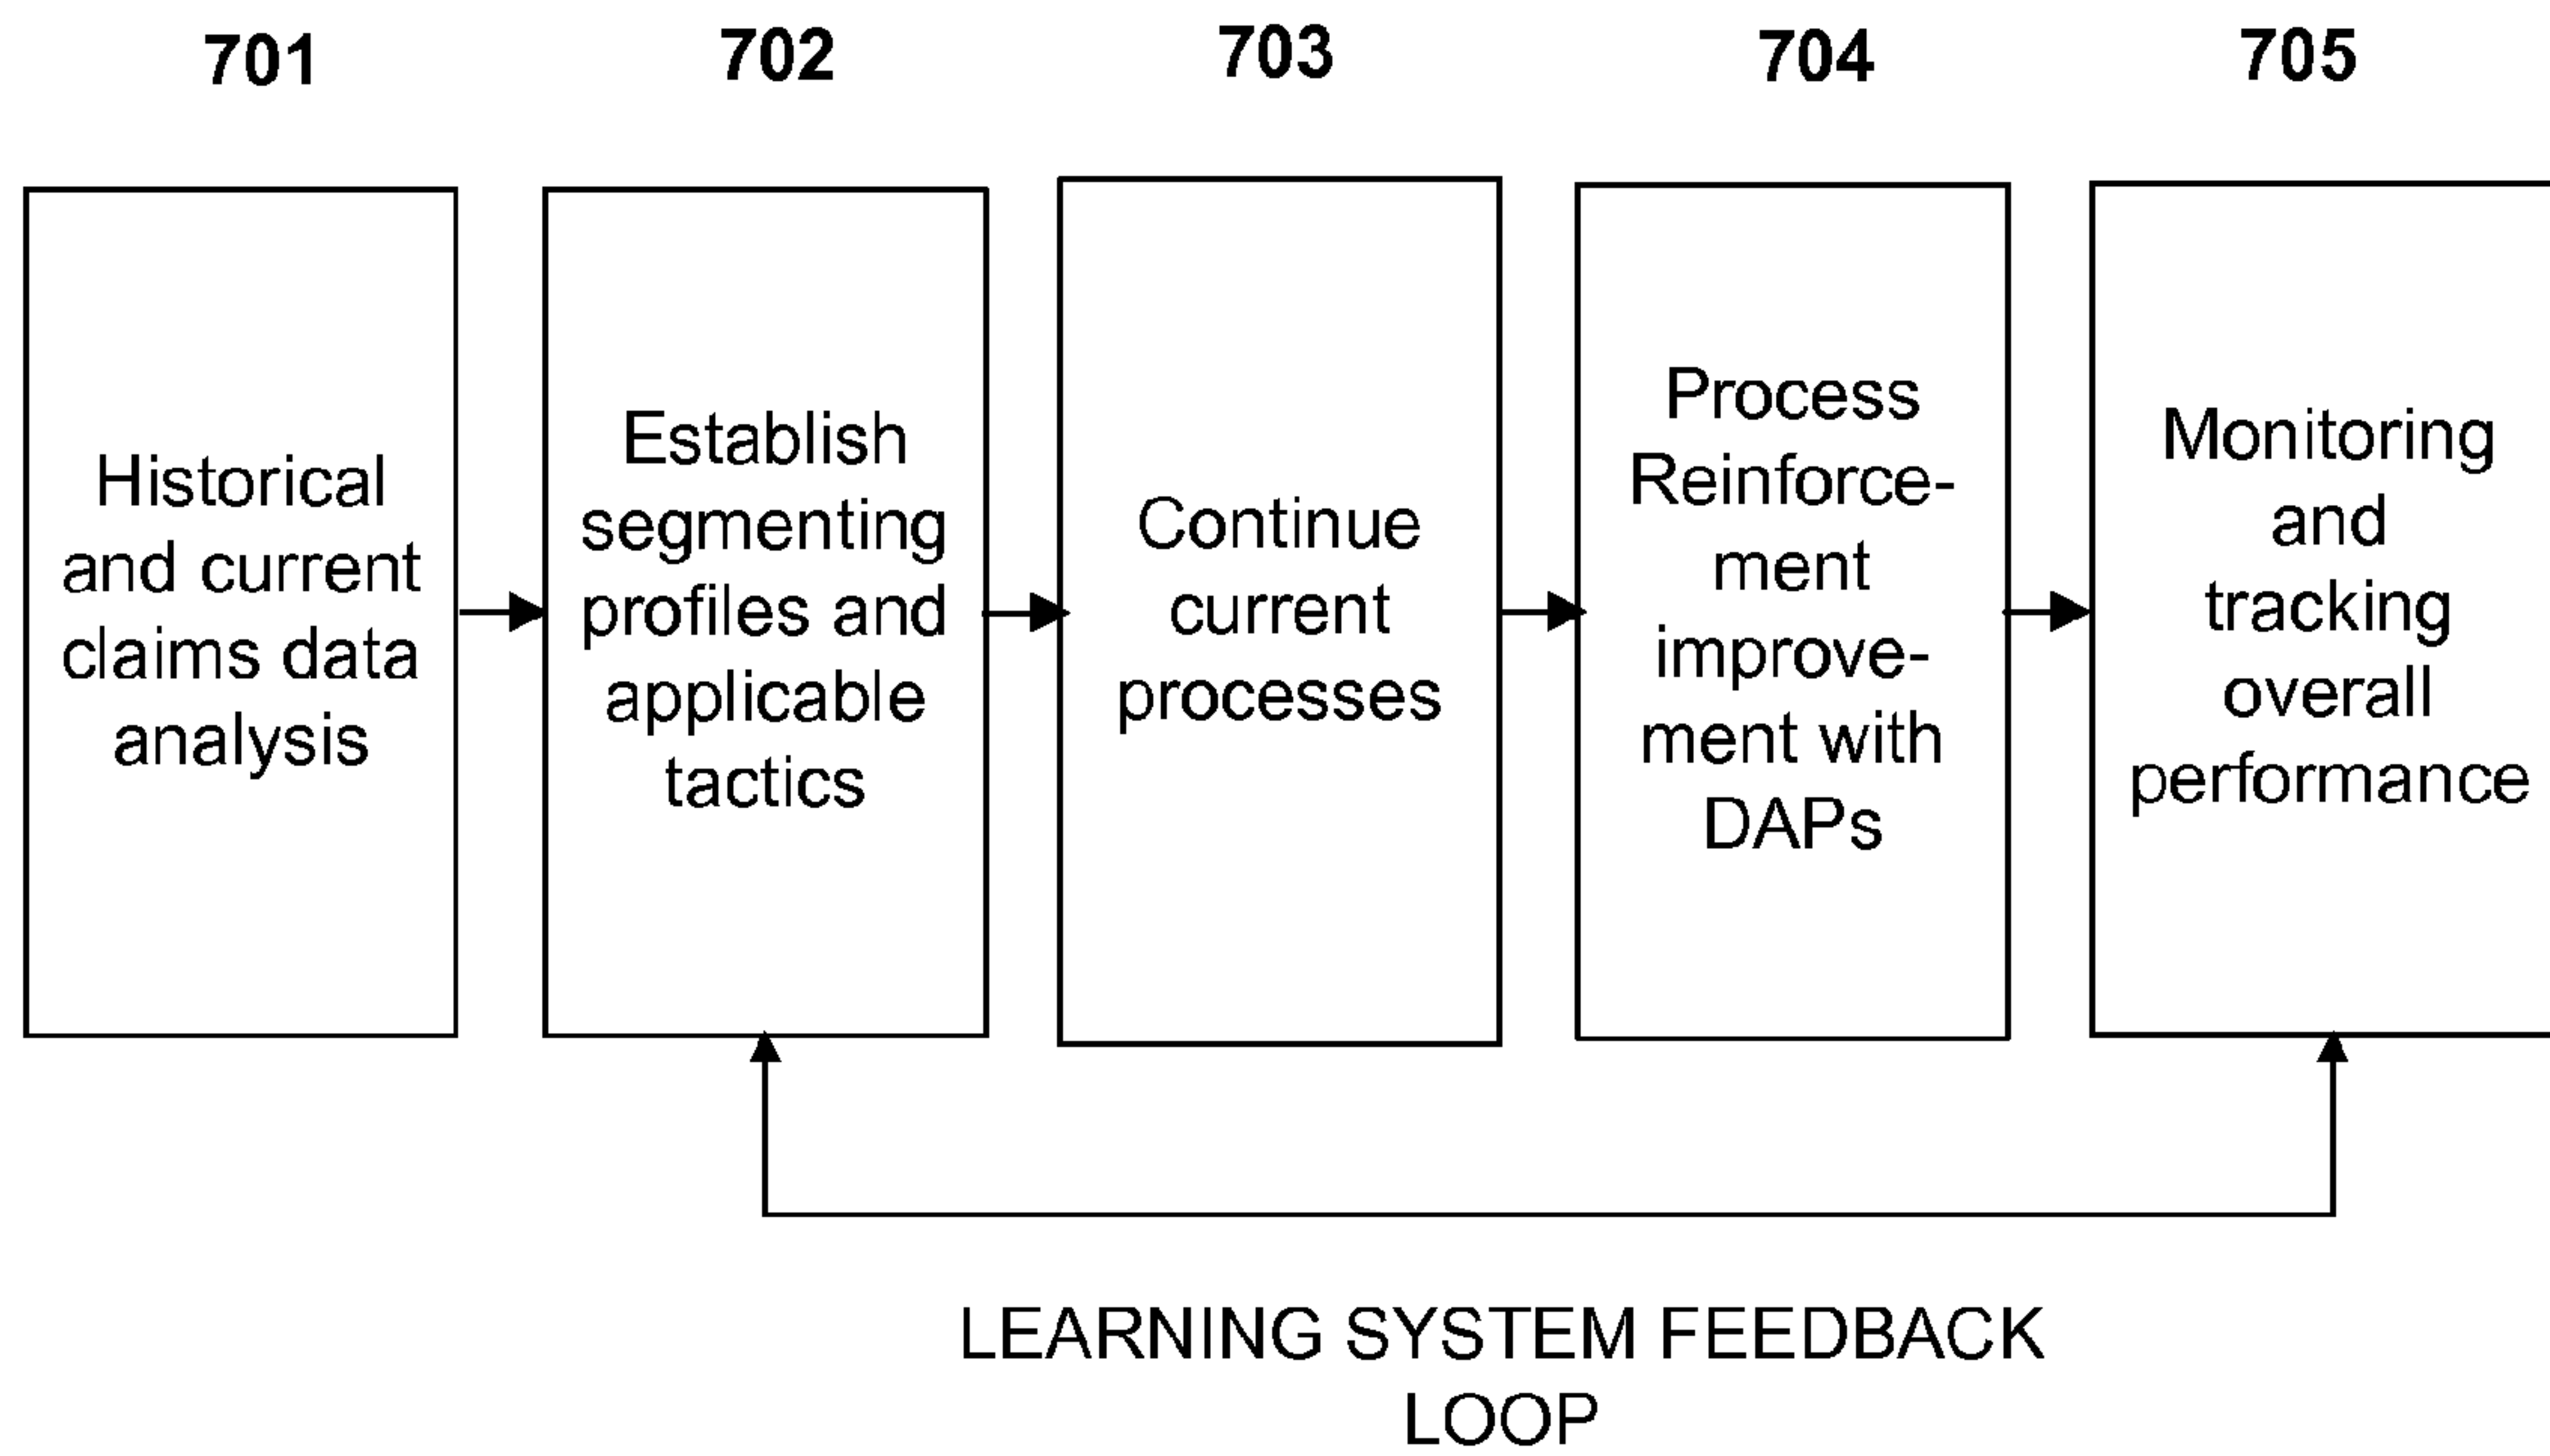 701
702
703
704
705
Historical
and current
claims data
analysis
Establish
segmenting
profiles and
applicable
tactics
Continue
current
processes
Process
Reinforce-
ment
improve-
ment with
DAPs
Monitoring
and
tracking
overall
performance
LEARNING SYSTEM FEEDBACK
LOOP